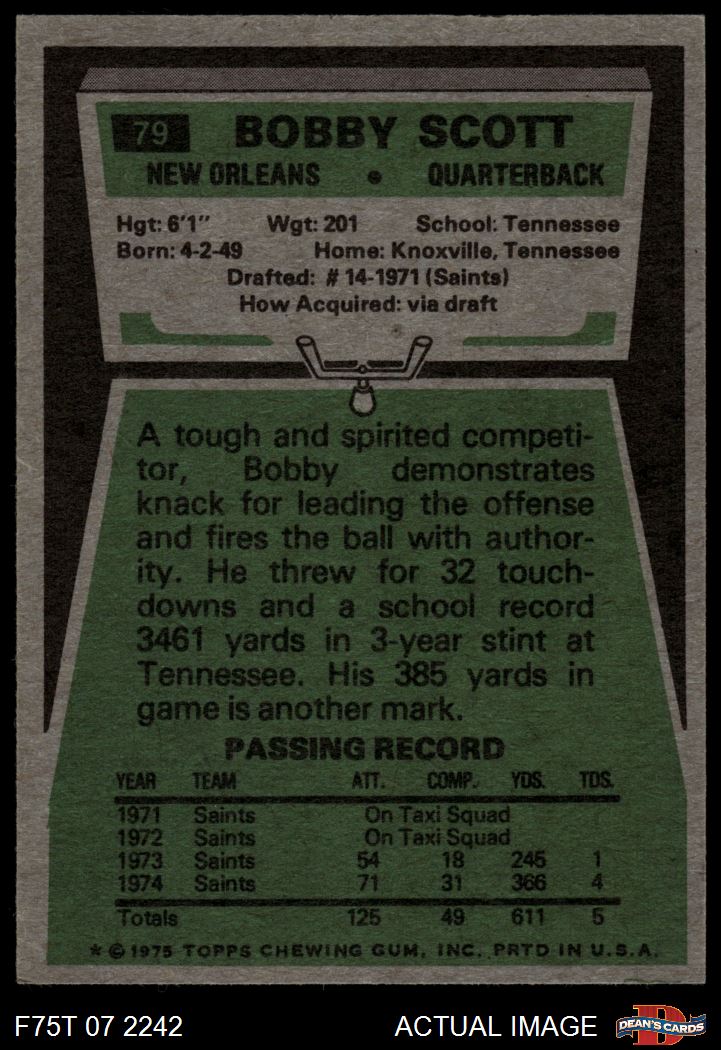 79 BOBBY SCOTT
NEW ORLEANS • QUARTERBACK
Hgt: 6'1" Wgt: 201 School: Tennessee
Born: 4-2-49 Home: Knoxville, Tennessee
Drafted: # 14-1971 (Saints)
How Acquired: via draft
A tough and spirited competi-
tor, Bobby demonstrates
knack for leading the offense
and fires the ball with author-
ity. He threw for 32 touch-
downs and a school record
3461 yards in 3-year stint at
Tennessee. His 385 yards in
game is another mark.
PASSING RECORD
YEAR TEAM ATT. COMP. YDS. TDS.
1971 Saints On Taxi Squad
1972 Saints On Taxi Squad
1973 Saints 54 18 245 1
1974 Saints 71 31 366 4
Totals 125 49 611 5
* © 1975 TOPPS CHEWING GUM, INC. PRTD IN U.S.A.
F75T 07 2242 ACTUAL IMAGE D DEAN'S CARDS